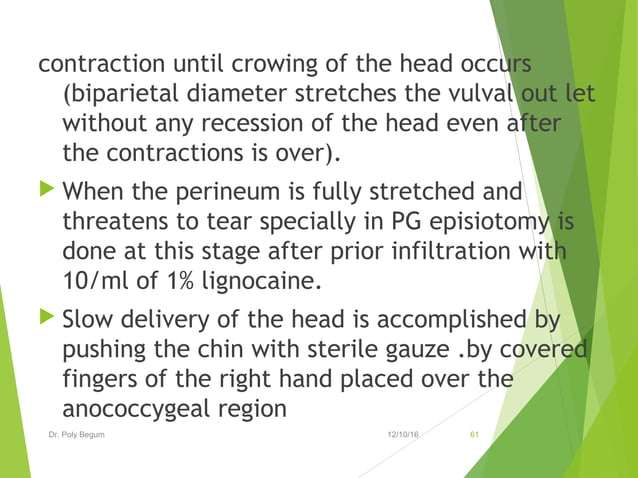 contraction until crowing of the head occurs
(biparietal diameter stretches the vulval out let
without any recession of the head even after
the contractions is over).
When the perineum is fully stretched and
threatens to tear specially in PG episiotomy is
done at this stage after prior infiltration with
10/ml of 1% lignocaine.
Slow delivery of the head is accomplished by
pushing the chin with sterile gauze .by covered
fingers of the right hand placed over the
anococcygeal region
Dr. Poly Begum 12/10/16 61